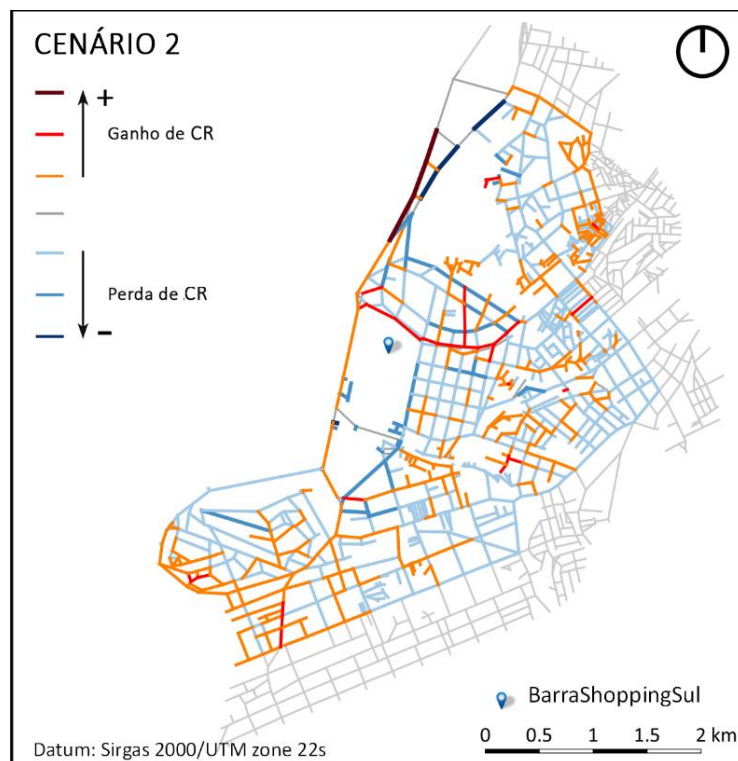 CENÁRIO 2
+
Ganho de CR
Perda de CR
-
BarraShoppingSul
0 0.5 1 1.5 2 km
Datum: Sirgas 2000/UTM zone 22s